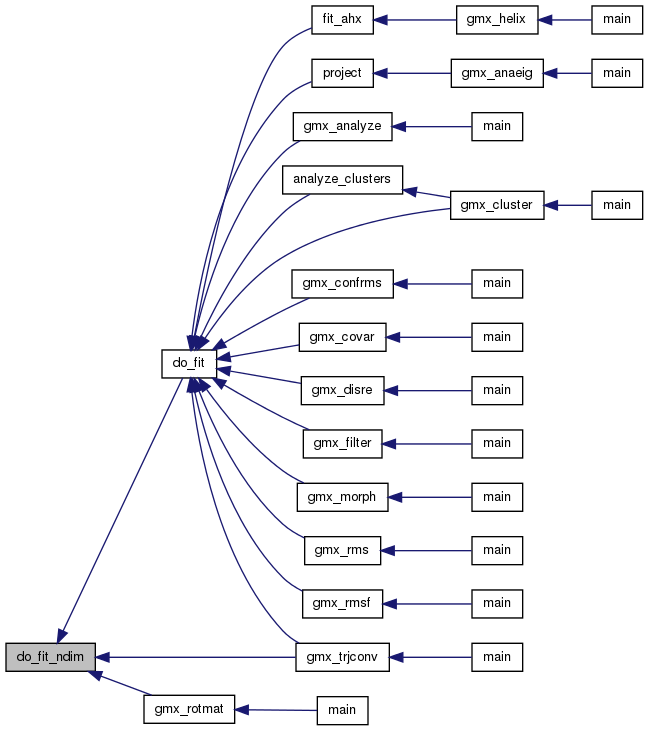 fit_ahx
gmx_helix
main
project
gmx_anaeig
main
gmx_analyze
main
analyze_clusters
gmx_cluster
main
gmx_confrms
main
gmx_covar
main
do_fit
gmx_disre
main
gmx_filter
main
gmx_morph
main
gmx_rms
main
gmx_rmsf
main
do_fit_ndim
gmx_trjconv
main
gmx_rotmat
main